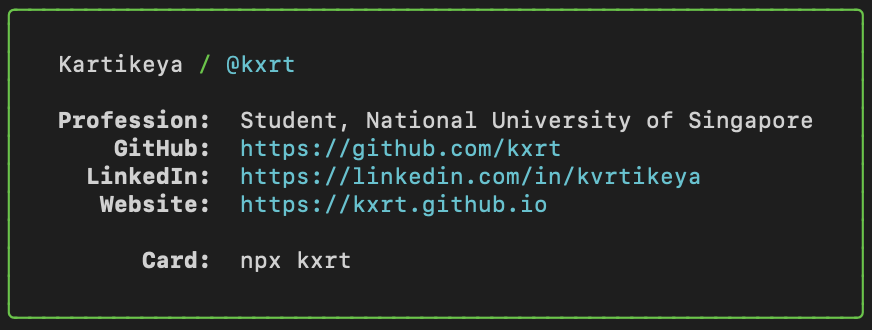 Kartikeya / @kxrt
Profession: Student, National University of Singapore
GitHub: https://github.com/kxrt
LinkedIn: https://linkedin.com/in/kvrtikeya
Website: https://kxrt.github.io
Card: npx kxrt